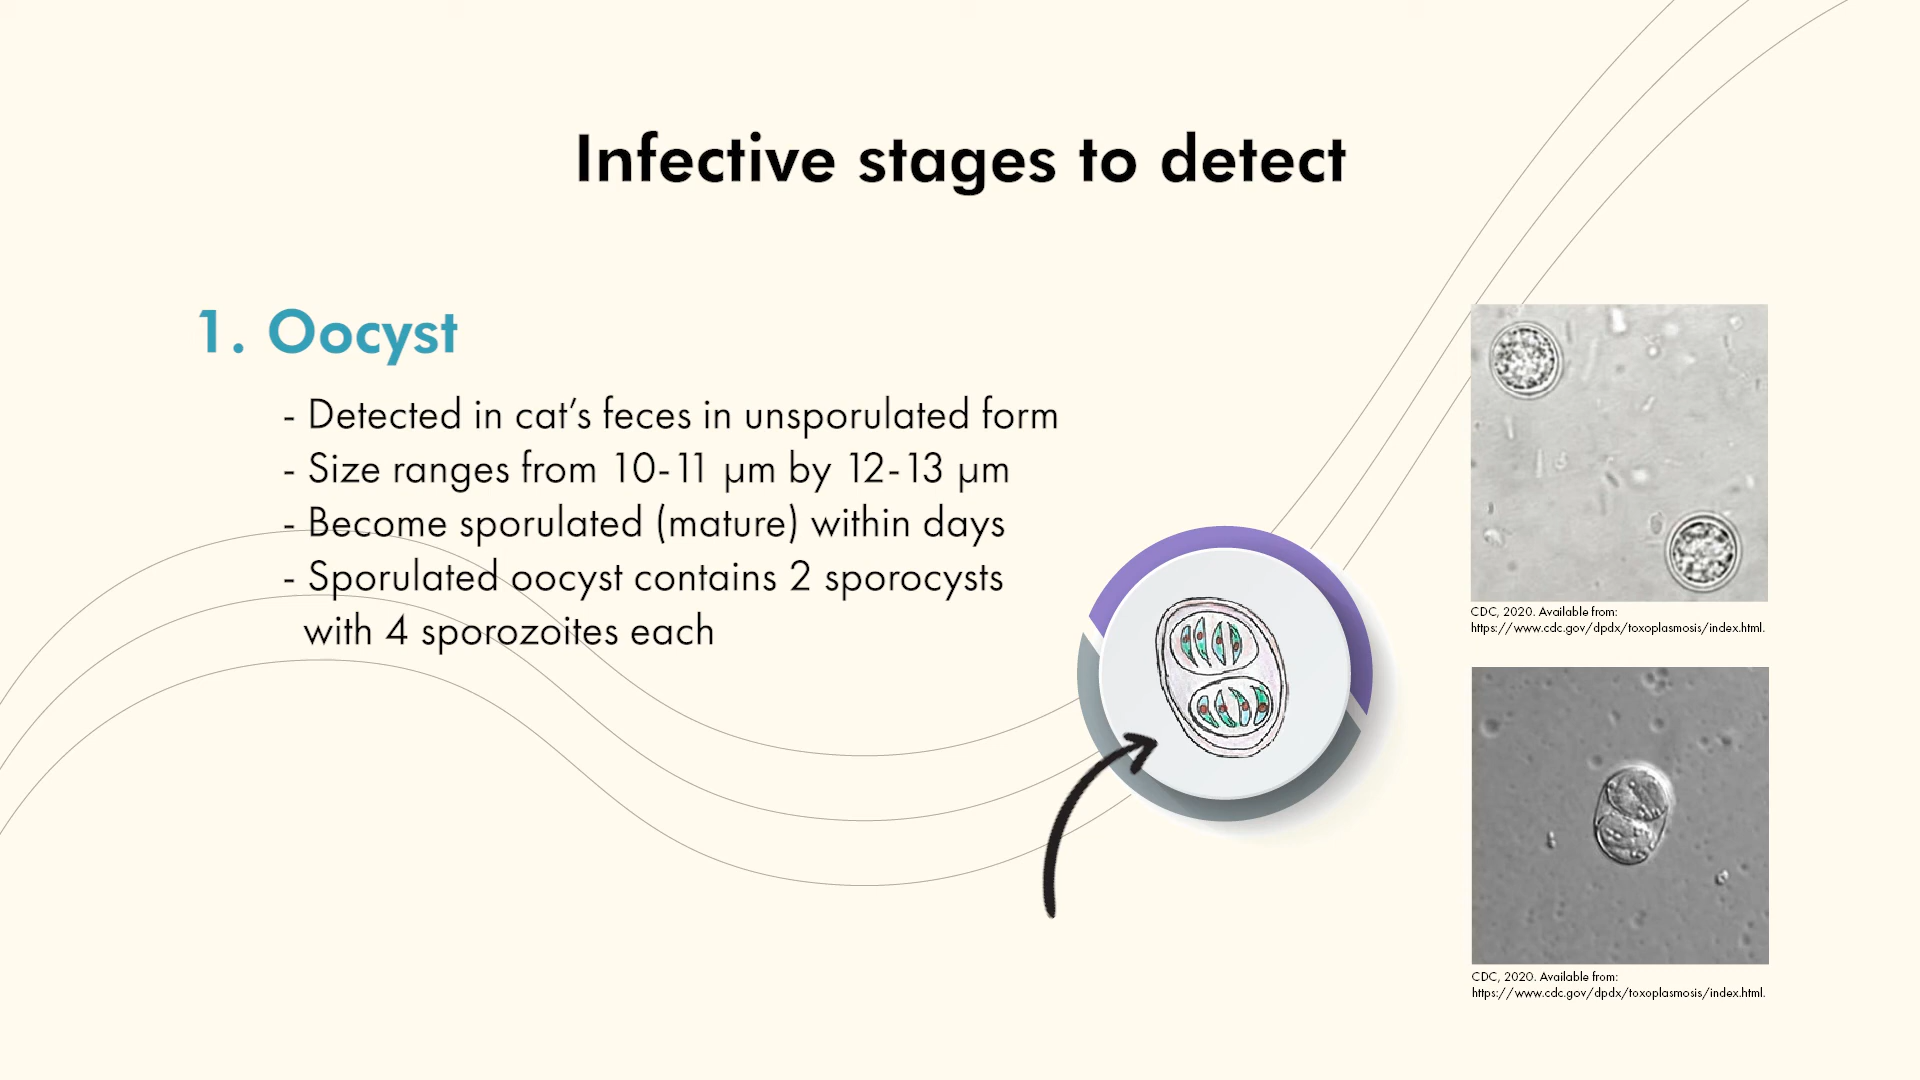 Infective stages to detect
1. Oocyst
- Detected in cat’s feces in unsporulated form
- Size ranges from 10-11 µm by 12-13 µm
- Become sporulated (mature) within days
- Sporulated oocyst contains 2 sporocysts
with 4 sporozoites each
CDC, 2020. Available from:
https://www.cdc.gov/dpdx/toxoplasmosis/index.html.
CDC, 2020. Available from:
https://www.cdc.gov/dpdx/toxoplasmosis/index.html.